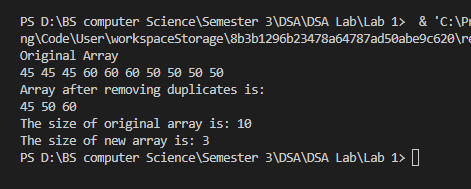 PS D:\BS computer Science\Semester 3\DSA\DSA Lab\Lab 1>  & 'C:\Pr
ng\Code\User\workspaceStorage\8b3b1296b23478a64787ad50abe9c620\re
Original Array
45 45 45 60 60 60 50 50 50 50
Array after removing duplicates is:
45 50 60
The size of original array is: 10
The size of new array is: 3
PS D:\BS computer Science\Semester 3\DSA\DSA Lab\Lab 1>